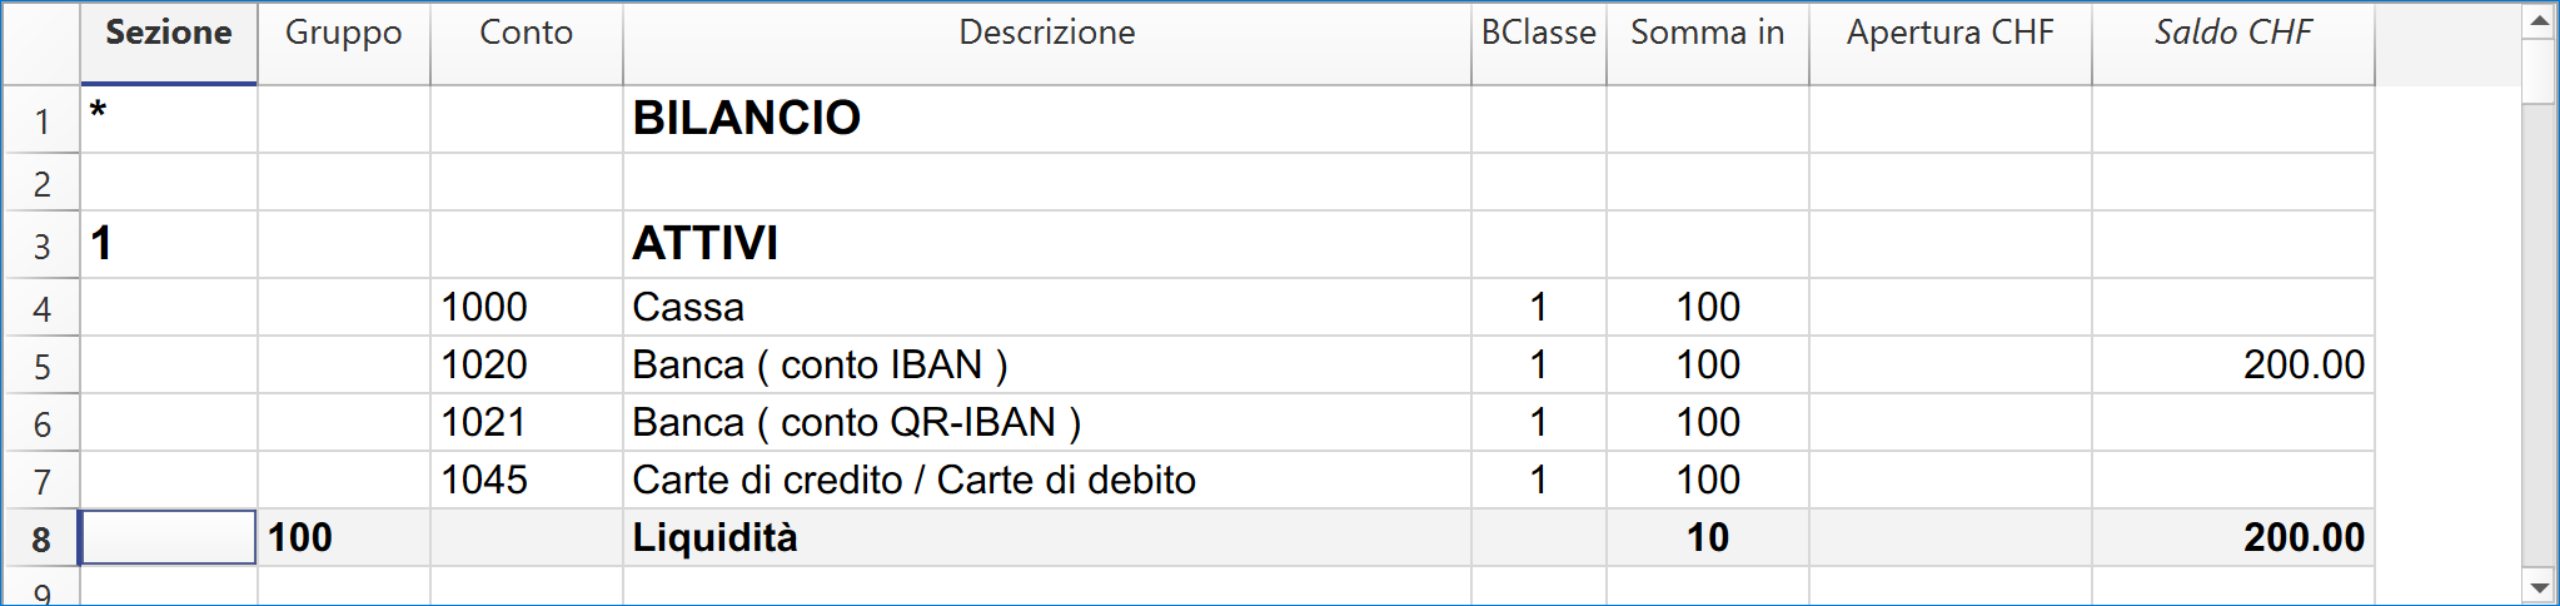 Sezione Gruppo Conto Descrizione BClasse Somma in Apertura CHF Saldo CHF
1 * BILANCIO
2
3 1 ATTIVI
4 1000 Cassa 1 100
5 1020 Banca ( conto IBAN ) 1 100 200.00
6 1021 Banca ( conto QR-IBAN ) 1 100
7 1045 Carte di credito / Carte di debito 1 100
8 100 Liquidità 10 200.00
9